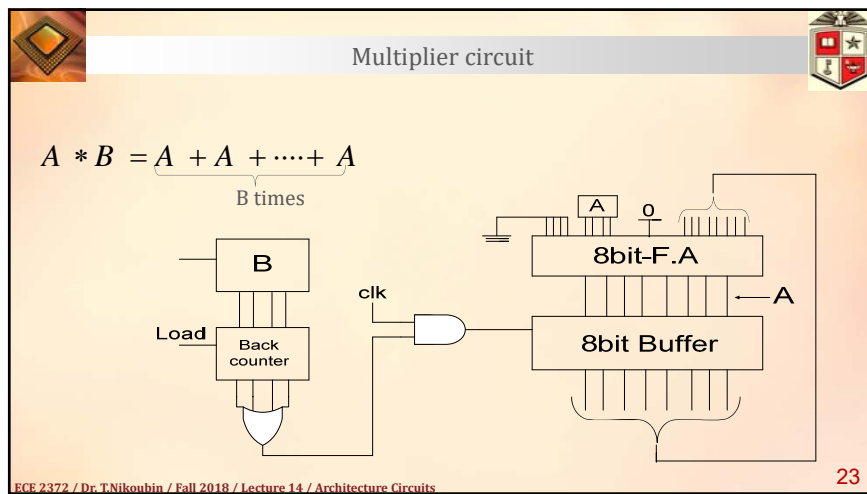 Multiplier circuit
A * B = A + A + ····+ A
B times
A
0
8bit-F.A
B
clk
A
Load
Back
counter
8bit Buffer
ECE 2372 / Dr. T.Nikoubin / Fall 2018 / Lecture 14 / Architecture Circuits
23